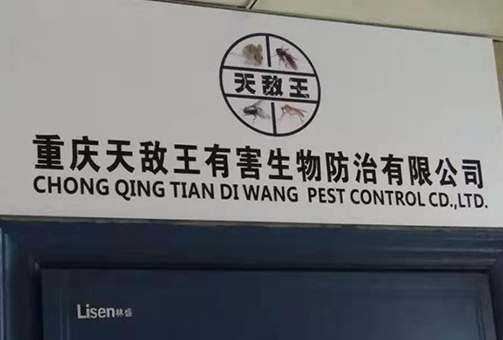 天敌王
重庆天敌王有害生物防治有限公司
CHONG QING TIAN DI WANG PEST CONTROL CD.,LTD.
Lisen林盛